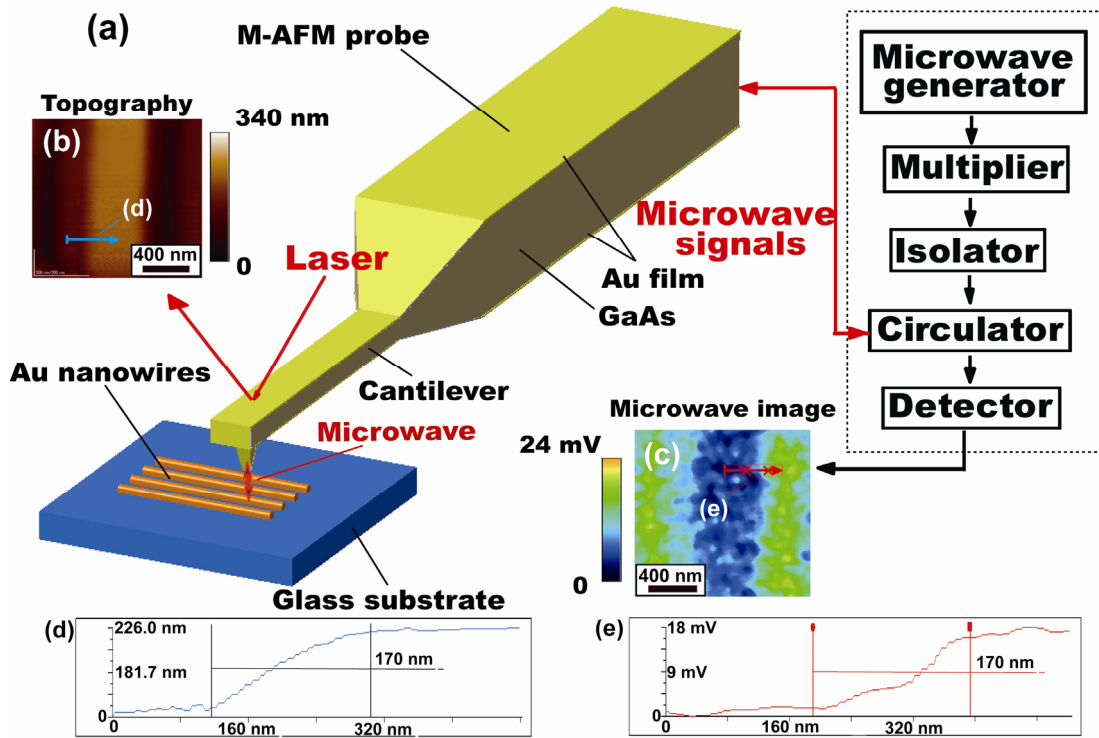 (a)
M-AFM probe
Microwave
generator
Multiplier
Isolator
Circulator
Detector
Topography
(b)
340 nm
0
(d)
400 nm
Laser
Microwave
signals
Au film
GaAs
Cantilever
Au nanowires
Microwave
Glass substrate
Microwave image
24 mV
0
(c)
(e)
400 nm
(d)
226.0 nm
181.7 nm
0
170 nm
0
160 nm
320 nm
(e)
18 mV
9 mV
0
170 nm
0
160 nm
320 nm